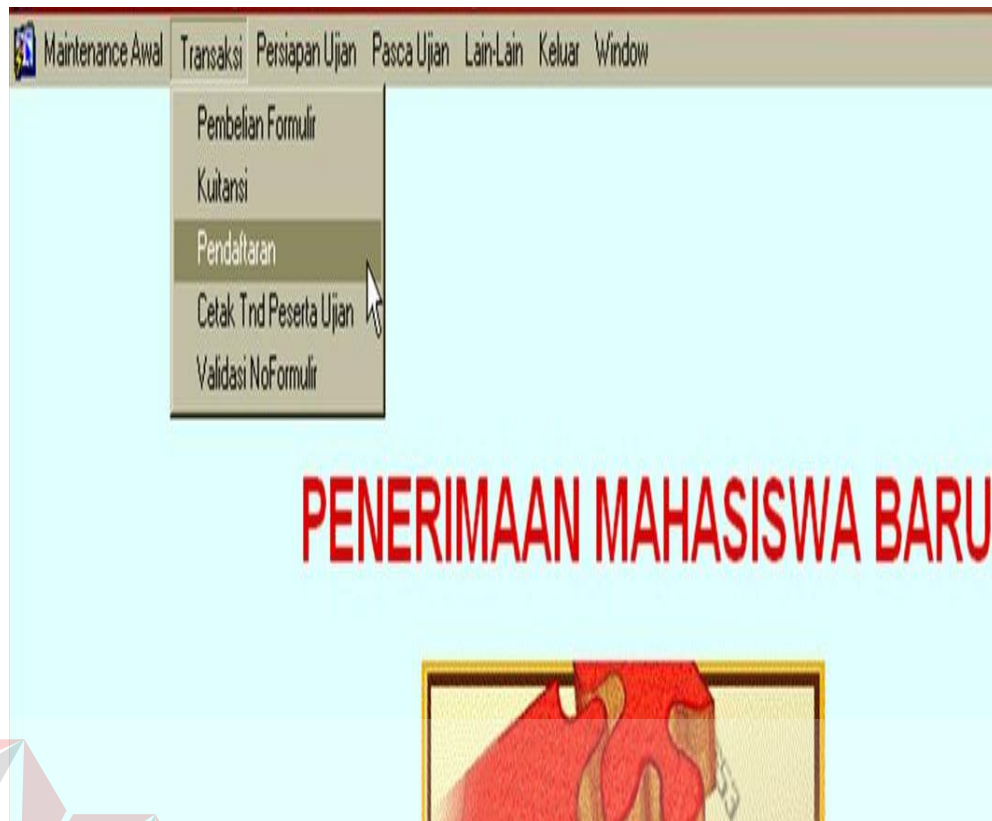 Maintenance Awal Transaksi Persiapan Ujian Pasca Ujian Lain-Lain Keluar Window
Pembelian Formulir
Kuitansi
Pendaftaran
Cetak Tnd Peserta Ujian
Validasi NoFormulir
PENERIMAAN MAHASISWA BARU